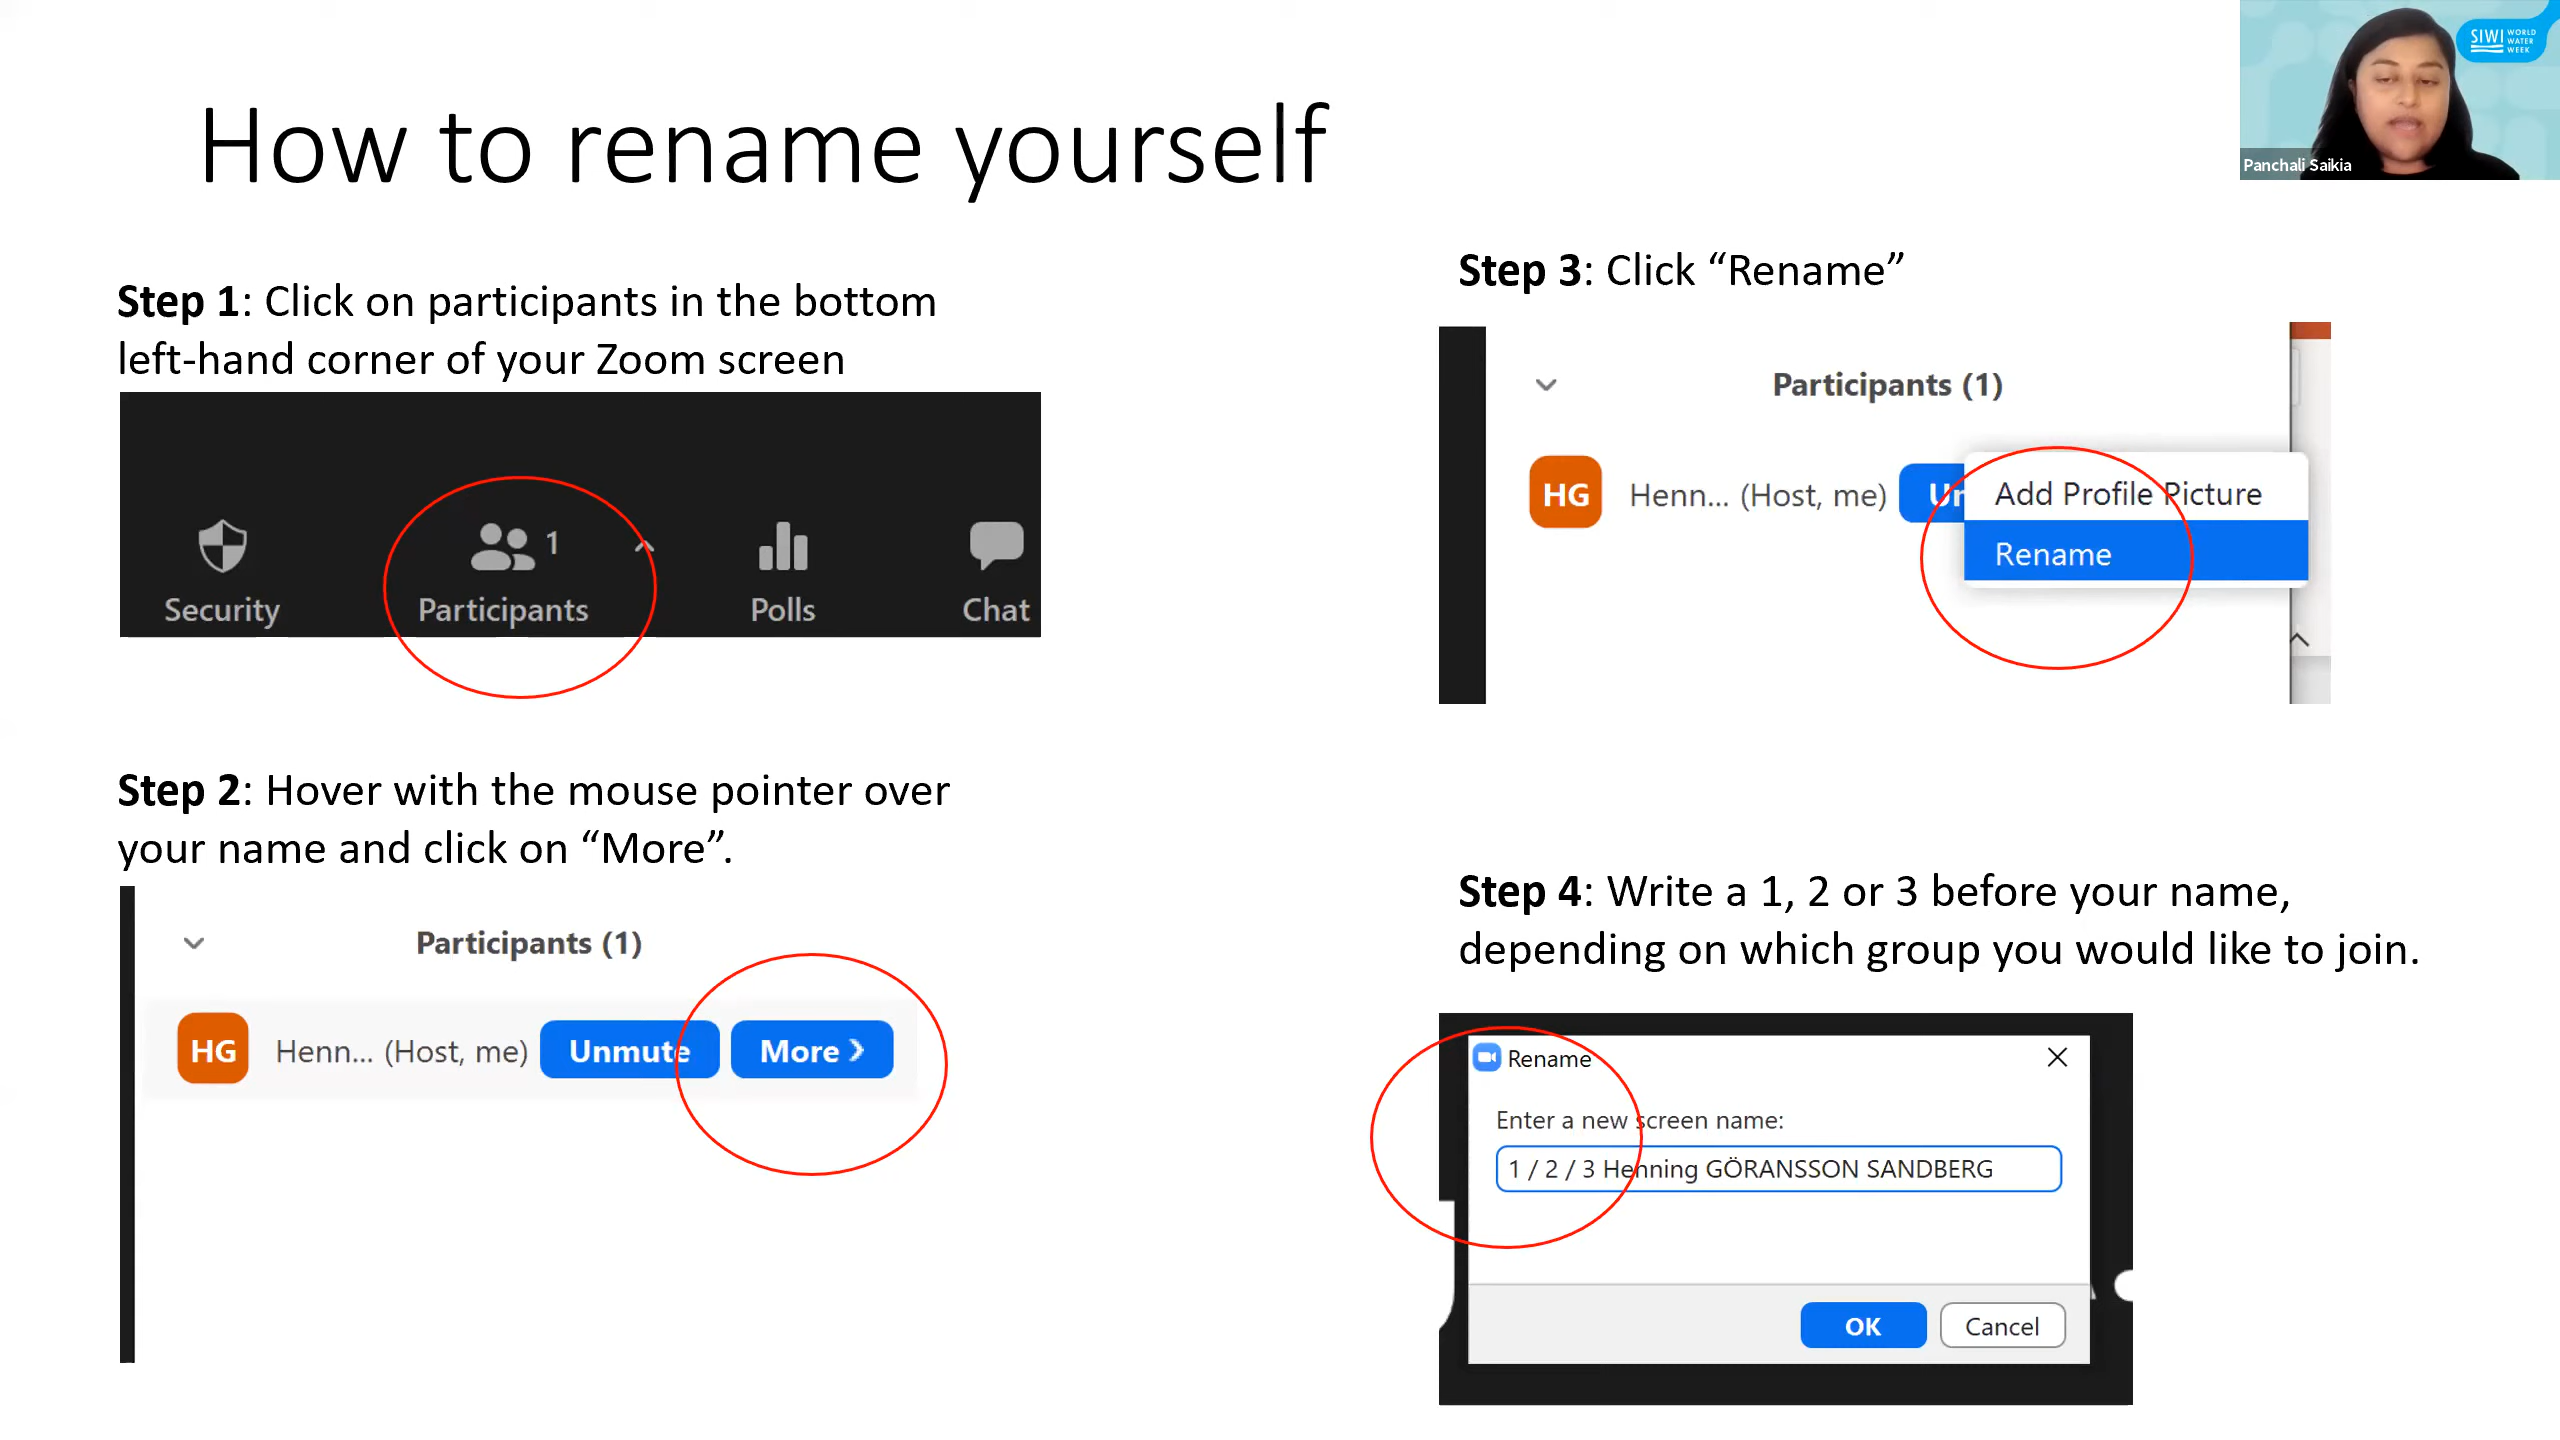 How to rename yourself
SIWI WORLD
WATER
WEEK
Panchali Saikia
Step 1: Click on participants in the bottom
left-hand corner of your Zoom screen
Security
1
Participants
Polls
Chat
Step 2: Hover with the mouse pointer over
your name and click on “More”.
Participants (1)
HG Henn... (Host, me) Unmute More
Step 3: Click “Rename”
Participants (1)
HG Henn... (Host, me) Un Add Profile Picture
Rename
Step 4: Write a 1, 2 or 3 before your name,
depending on which group you would like to join.
Rename
Enter a new screen name:
1 / 2 / 3 Henning GÖRANSSON SANDBERG
OK Cancel